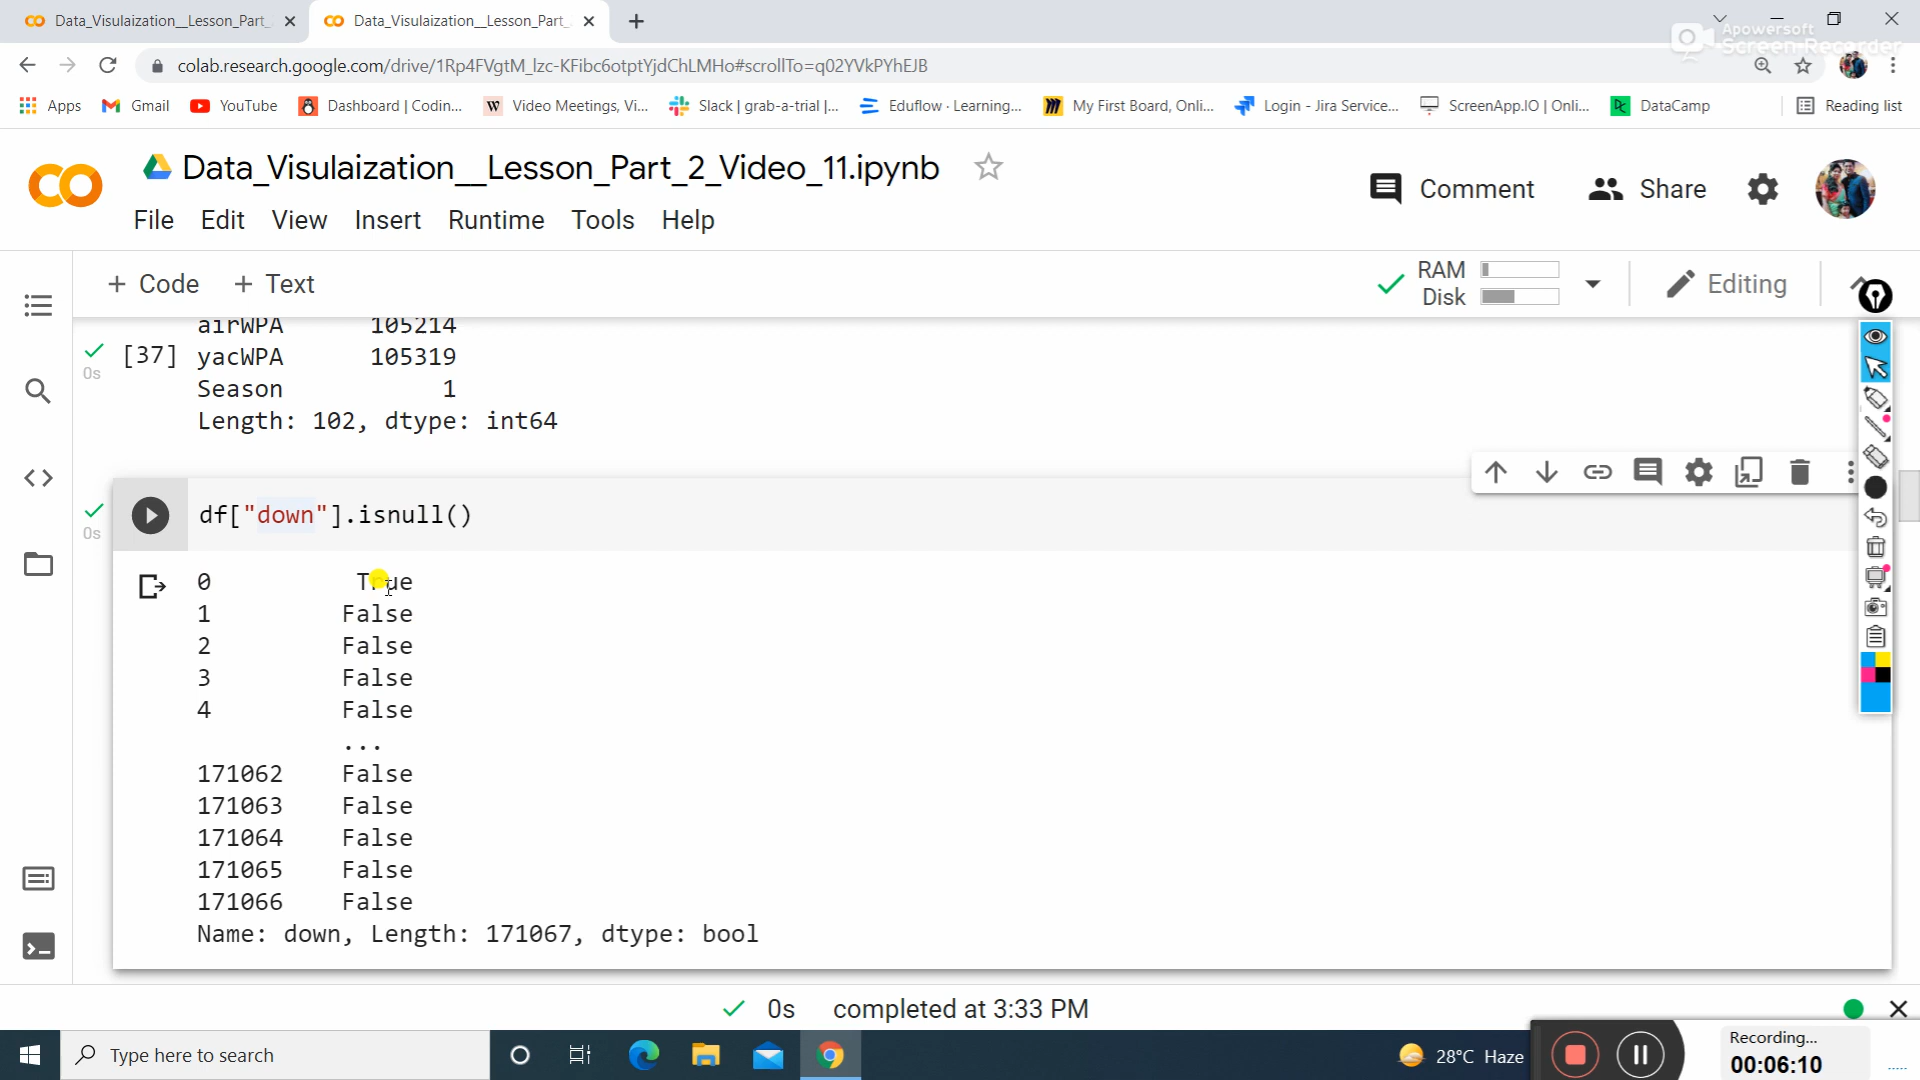 Data_Visulaization__Lesson_Part_
Data_Visulaization__Lesson_Part_
Apowersoft
Screen Recorder
colab.research.google.com/drive/1Rp4FVgtM_lzc-KFibc6otptYjdChLMHo#scrollTo=q02YVkPYhEJB
Apps
Gmail
YouTube
Dashboard | Codin...
Video Meetings, Vi...
Slack | grab-a-trial |...
Eduflow · Learning...
My First Board, Onli...
Login - Jira Service...
ScreenApp.IO | Onli...
DataCamp
Reading list
Data_Visulaization__Lesson_Part_2_Video_11.ipynb
Comment
Share
File Edit View Insert Runtime Tools Help
+ Code + Text
RAM
Disk
Editing
airWPA 105214
[37] yacWPA 105319
0s
Season 1
Length: 102, dtype: int64
df["down"].isnull()
0s
0 True
1 False
2 False
3 False
4 False
...
171062 False
171063 False
171064 False
171065 False
171066 False
Name: down, Length: 171067, dtype: bool
0s completed at 3:33 PM
Type here to search
28°C Haze
Recording...
00:06:10